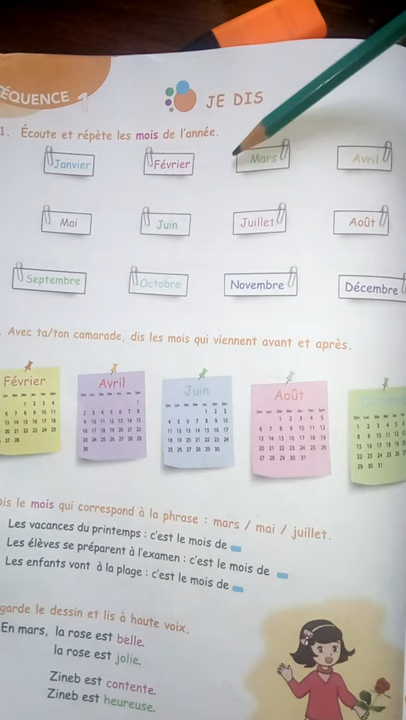 ÉQUENCE 1
JE DIS
1. Écoute et répète les mois de l'année.
Janvier Février Mars Avril
Mai Juin Juillet Août
Septembre Octobre Novembre Décembre
. Avec ta/ton camarade, dis les mois qui viennent avant et après.
Février Avril Juin Août
is le mois qui correspond à la phrase : mars / mai / juillet.
Les vacances du printemps : c'est le mois de
Les élèves se préparent à l'examen : c'est le mois de
Les enfants vont à la plage : c'est le mois de
garde le dessin et lis à haute voix.
En mars, la rose est belle.
la rose est jolie.
Zineb est contente.
Zineb est heureuse.